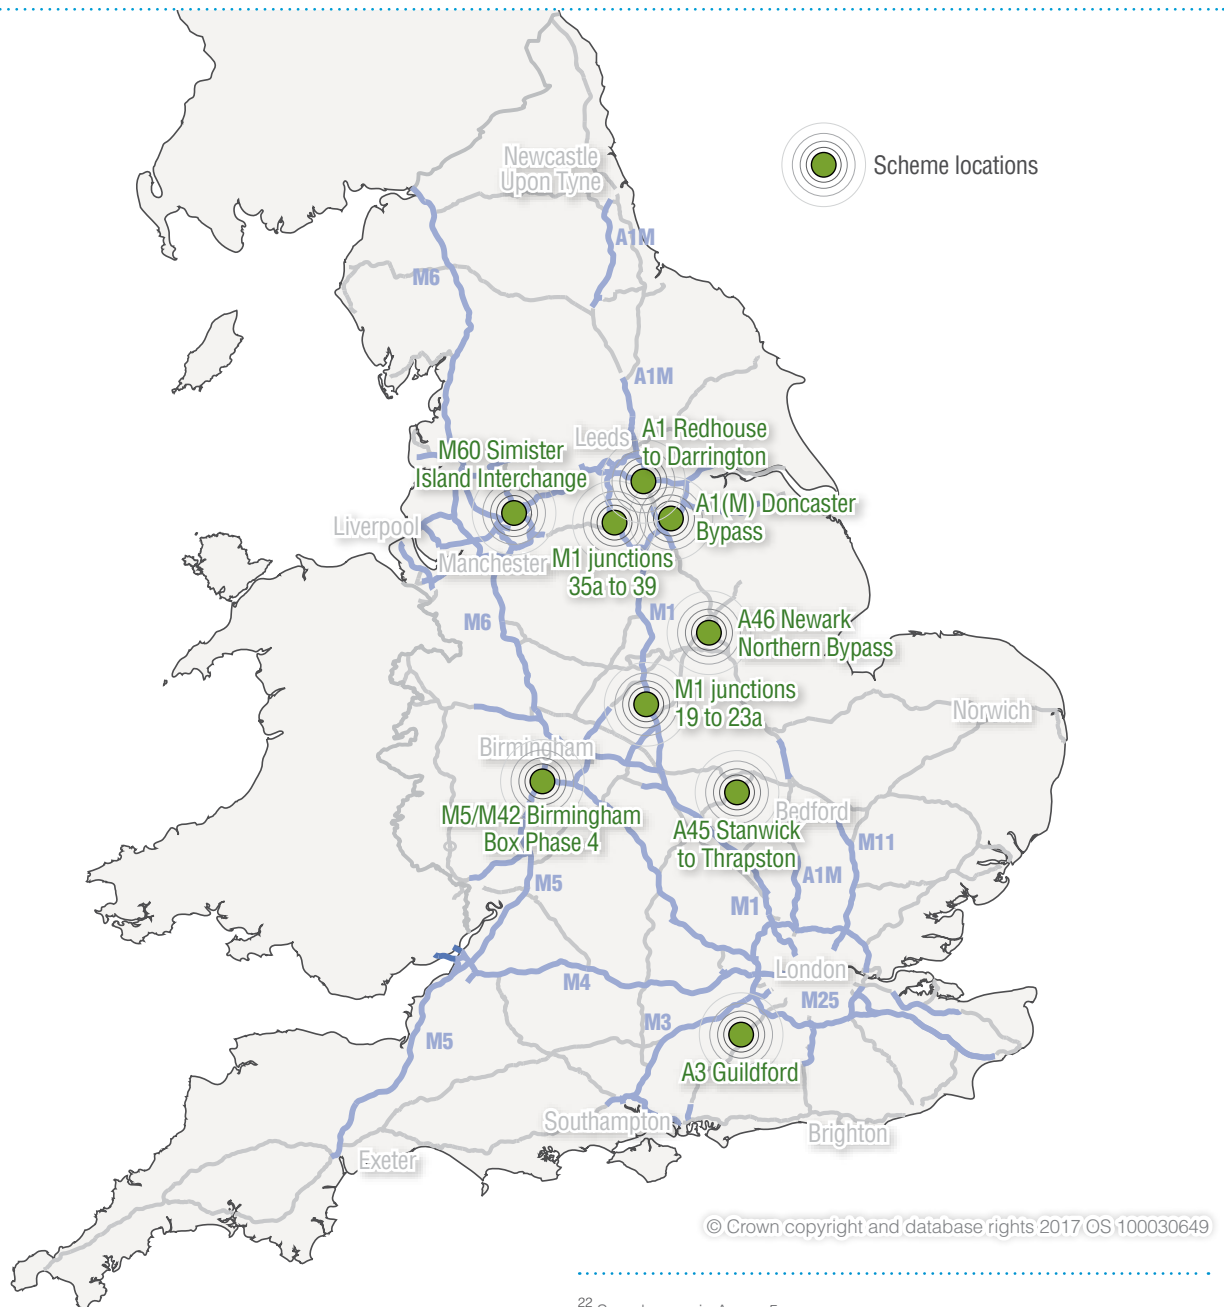 Newcastle
Upon Tyne
Scheme locations
A1M
M6
A1M
Leeds
A1 Redhouse
to Darrington
M60 Simister
Island Interchange
A1(M) Doncaster
Bypass
Liverpool
Manchester
M1 junctions
35a to 39
M6
M1
A46 Newark
Northern Bypass
M1 junctions
19 to 23a
Norwich
Birmingham
M5/M42 Birmingham
Box Phase 4
Bedford
A45 Stanwick
to Thrapston
M11
A1M
M5
M1
London
M4
M25
M3
M5
A3 Guildford
Southampton
Brighton
Exeter
© Crown copyright and database rights 2017 OS 100030649
22